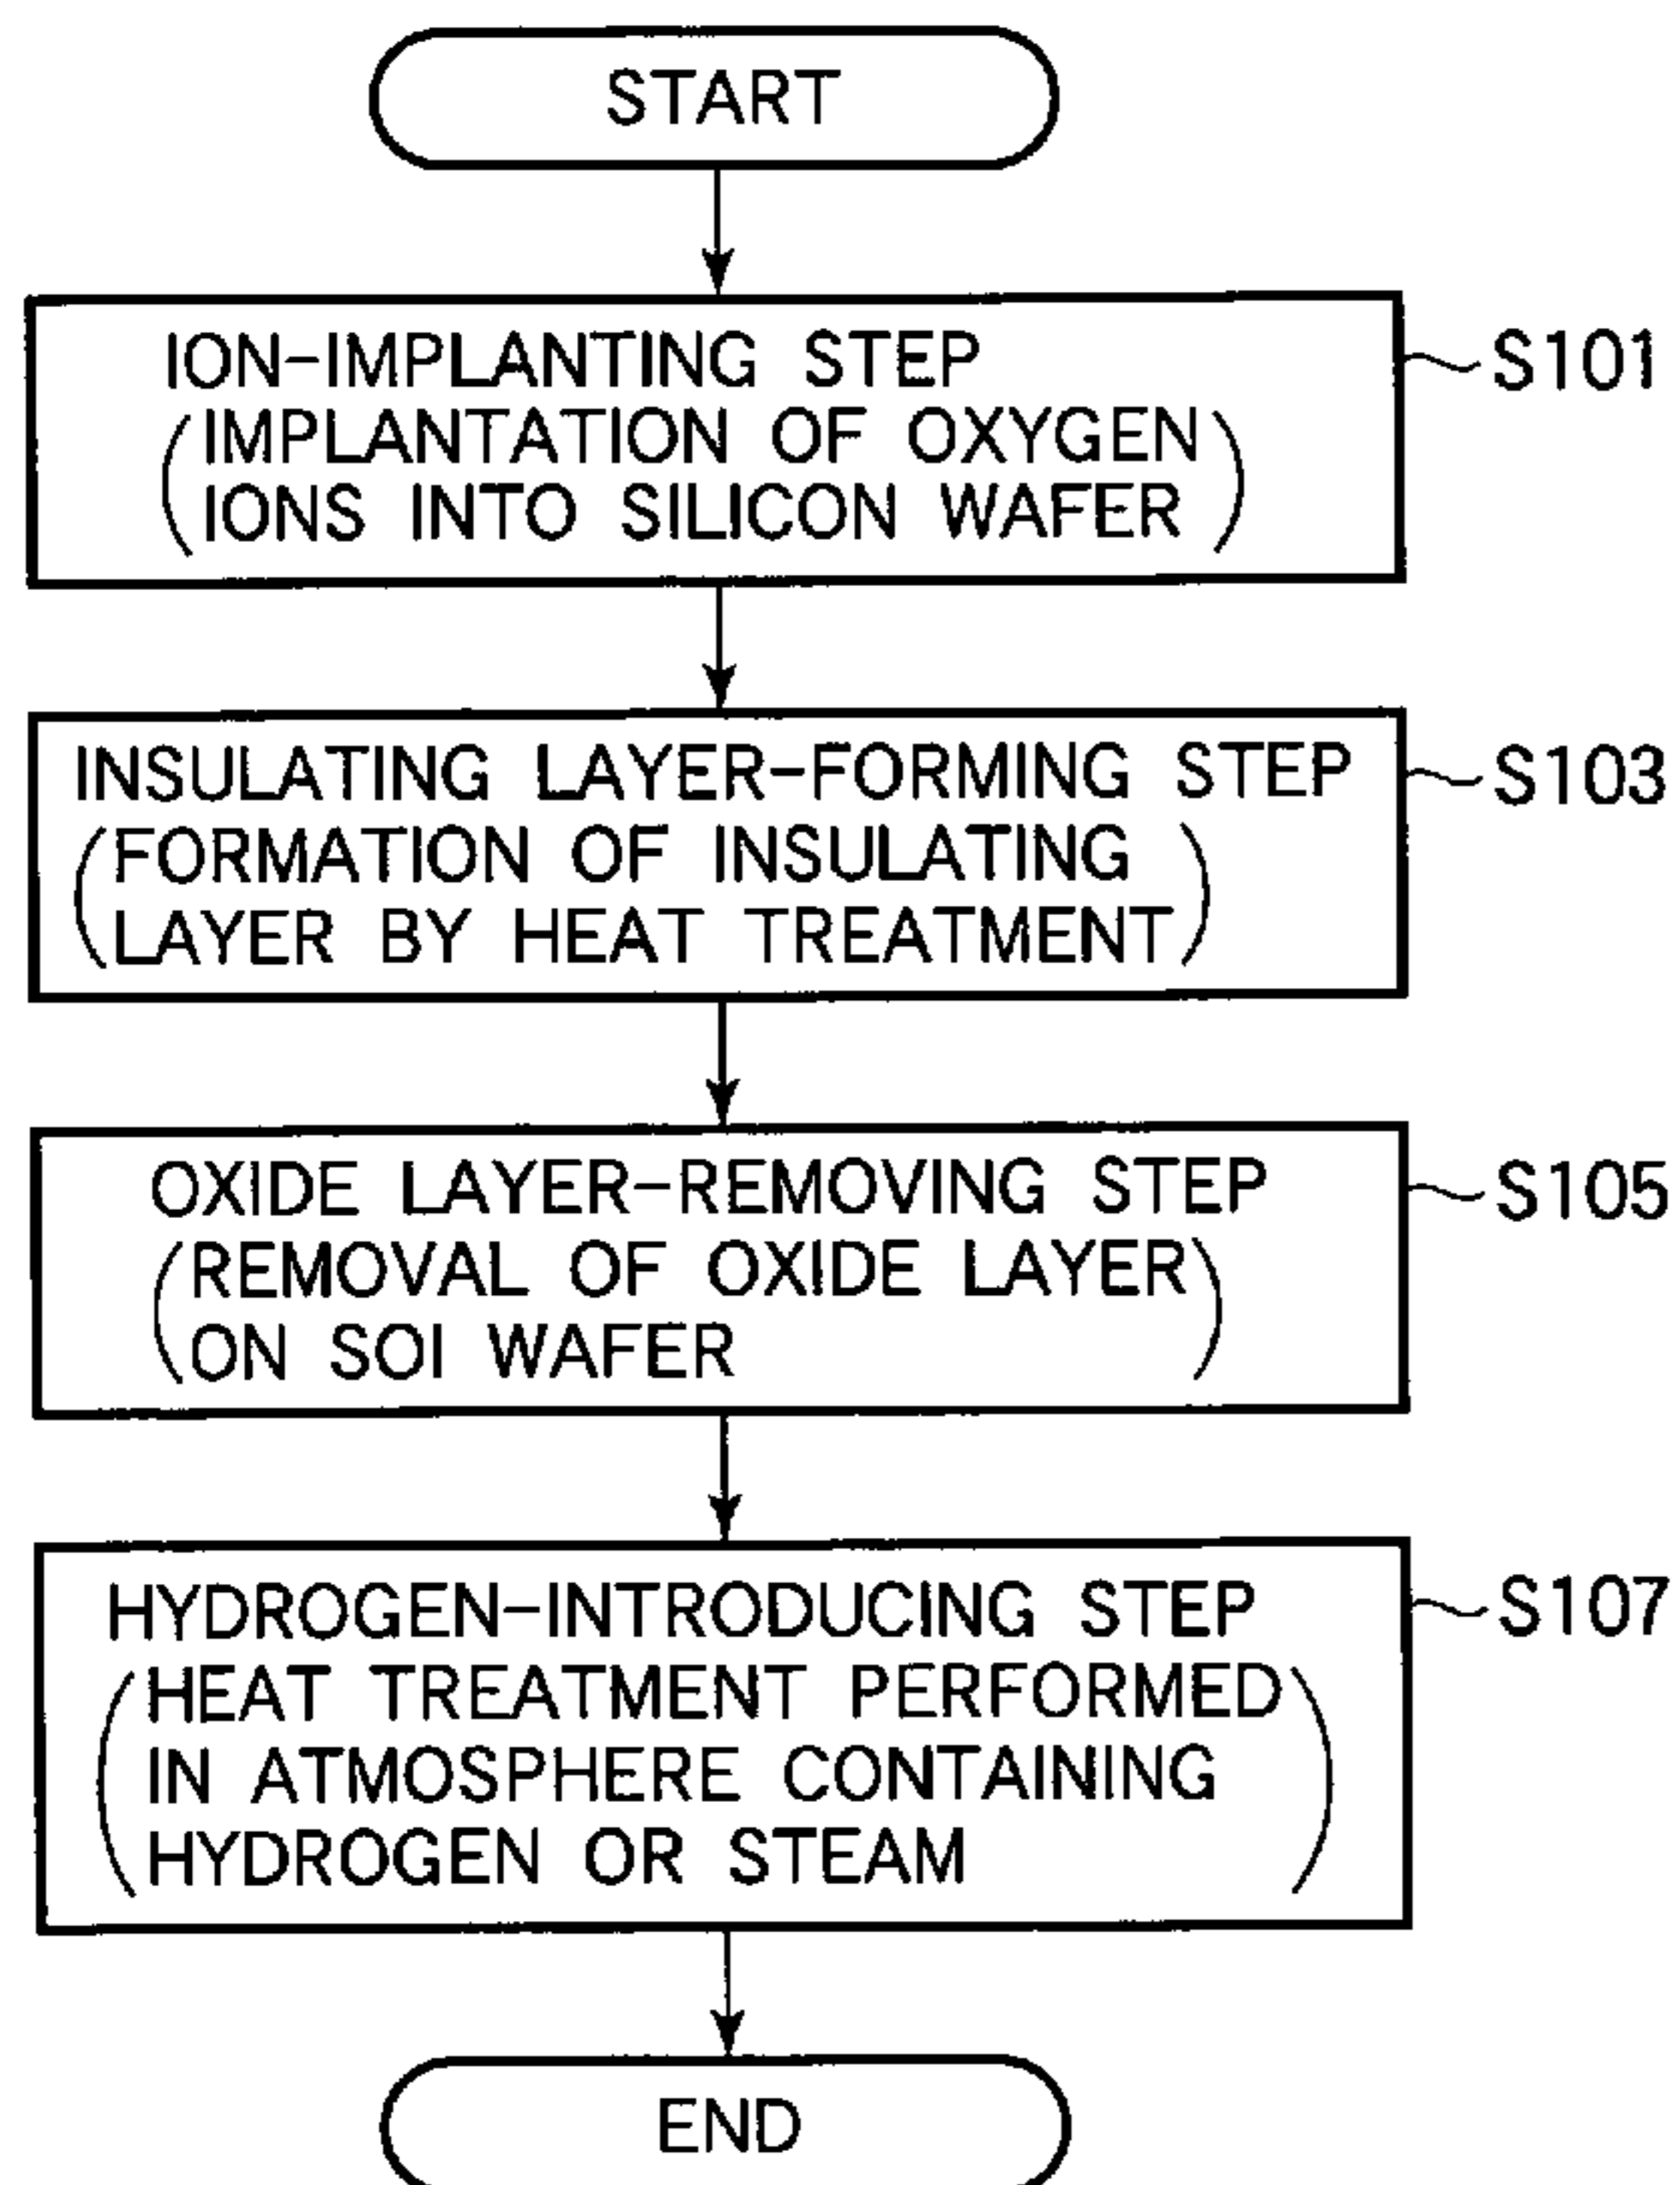 START
ION-IMPLANTING STEP
(IMPLANTATION OF OXYGEN
IONS INTO SILICON WAFER)
S101
INSULATING LAYER-FORMING STEP
(FORMATION OF INSULATING
LAYER BY HEAT TREATMENT)
S103
OXIDE LAYER-REMOVING STEP
(REMOVAL OF OXIDE LAYER
ON SOI WAFER)
S105
HYDROGEN-INTRODUCING STEP
(HEAT TREATMENT PERFORMED
IN ATMOSPHERE CONTAINING
HYDROGEN OR STEAM)
S107
END